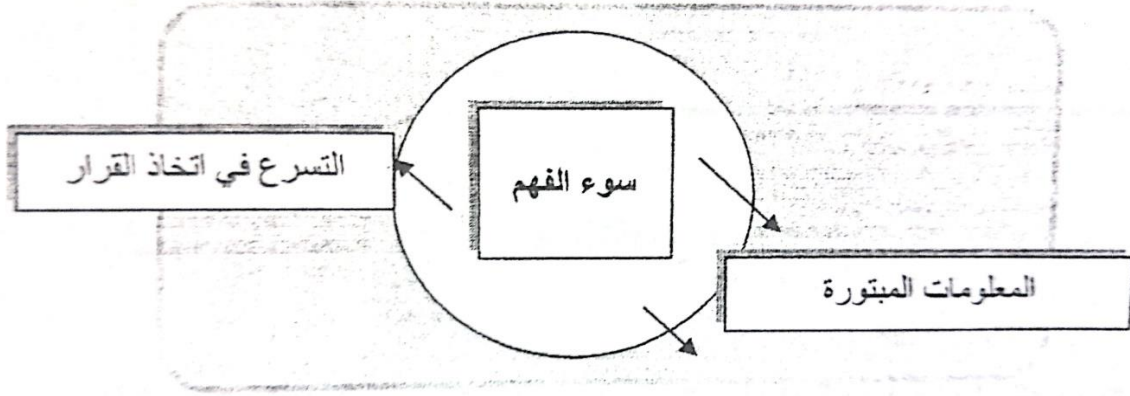 التسرع في اتخاذ القرار
سوء الفهم
المعلومات المبتورة